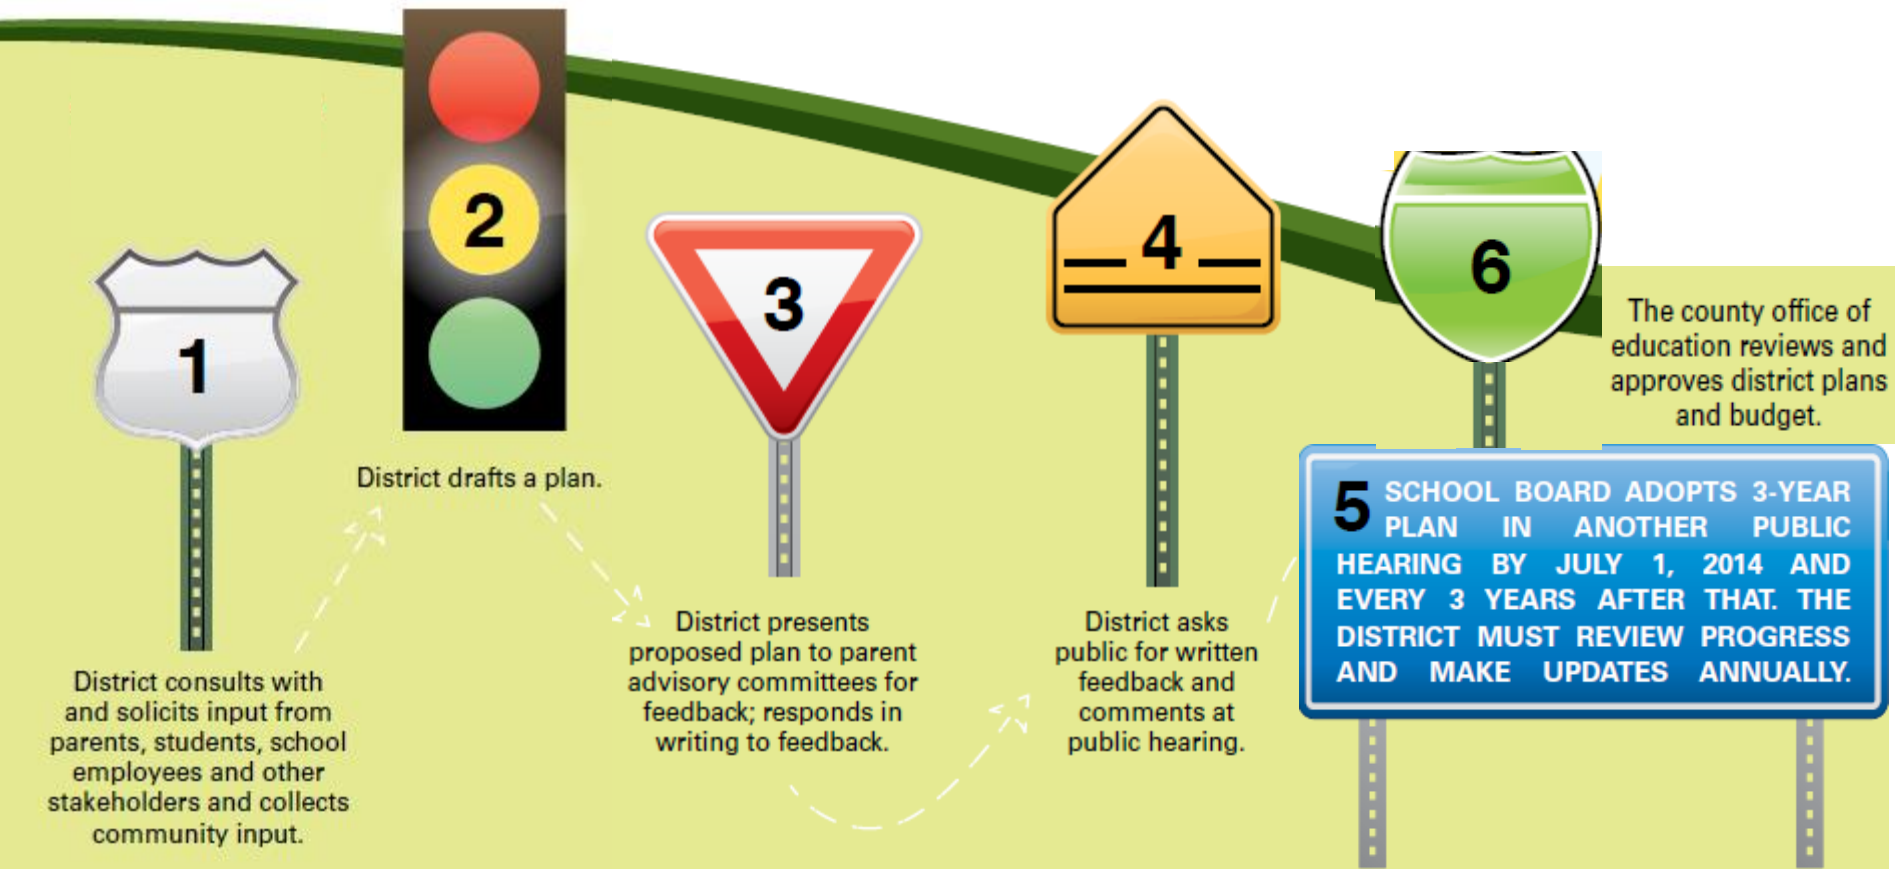 1
District consults with
and solicits input from
parents, students, school
employees and other
stakeholders and collects
community input.
2
District drafts a plan.
3
District presents
proposed plan to parent
advisory committees for
feedback; responds in
writing to feedback.
4
District asks
public for written
feedback and
comments at
public hearing.
5 SCHOOL BOARD ADOPTS 3-YEAR
PLAN IN ANOTHER PUBLIC
HEARING BY JULY 1, 2014 AND
EVERY 3 YEARS AFTER THAT. THE
DISTRICT MUST REVIEW PROGRESS
AND MAKE UPDATES ANNUALLY.
6
The county office of
education reviews and
approves district plans
and budget.